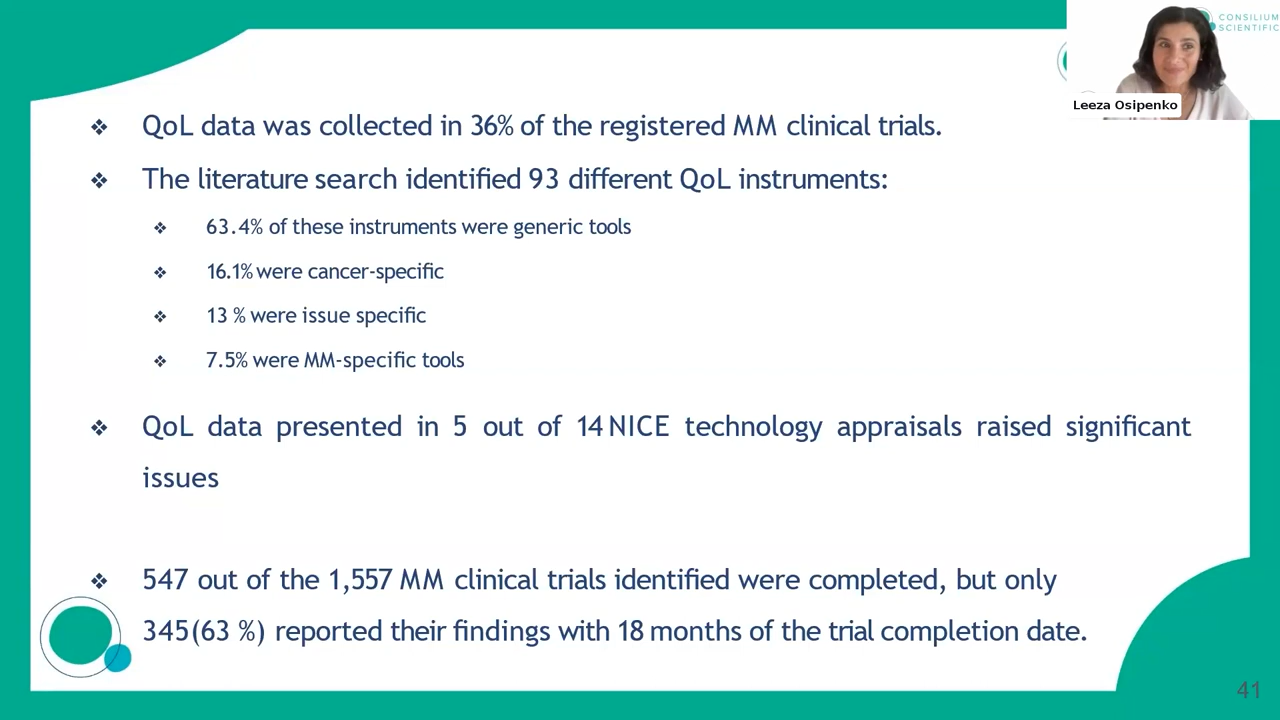 CONSILIUM
SCIENTIFIC
Leeza Osipenko
❖ QoL data was collected in 36% of the registered MM clinical trials.
❖ The literature search identified 93 different QoL instruments:
❖ 63.4% of these instruments were generic tools
❖ 16.1% were cancer-specific
❖ 13 % were issue specific
❖ 7.5% were MM-specific tools
❖ QoL data presented in 5 out of 14 NICE technology appraisals raised significant
issues
❖ 547 out of the 1,557 MM clinical trials identified were completed, but only
345(63 %) reported their findings with 18 months of the trial completion date.
41